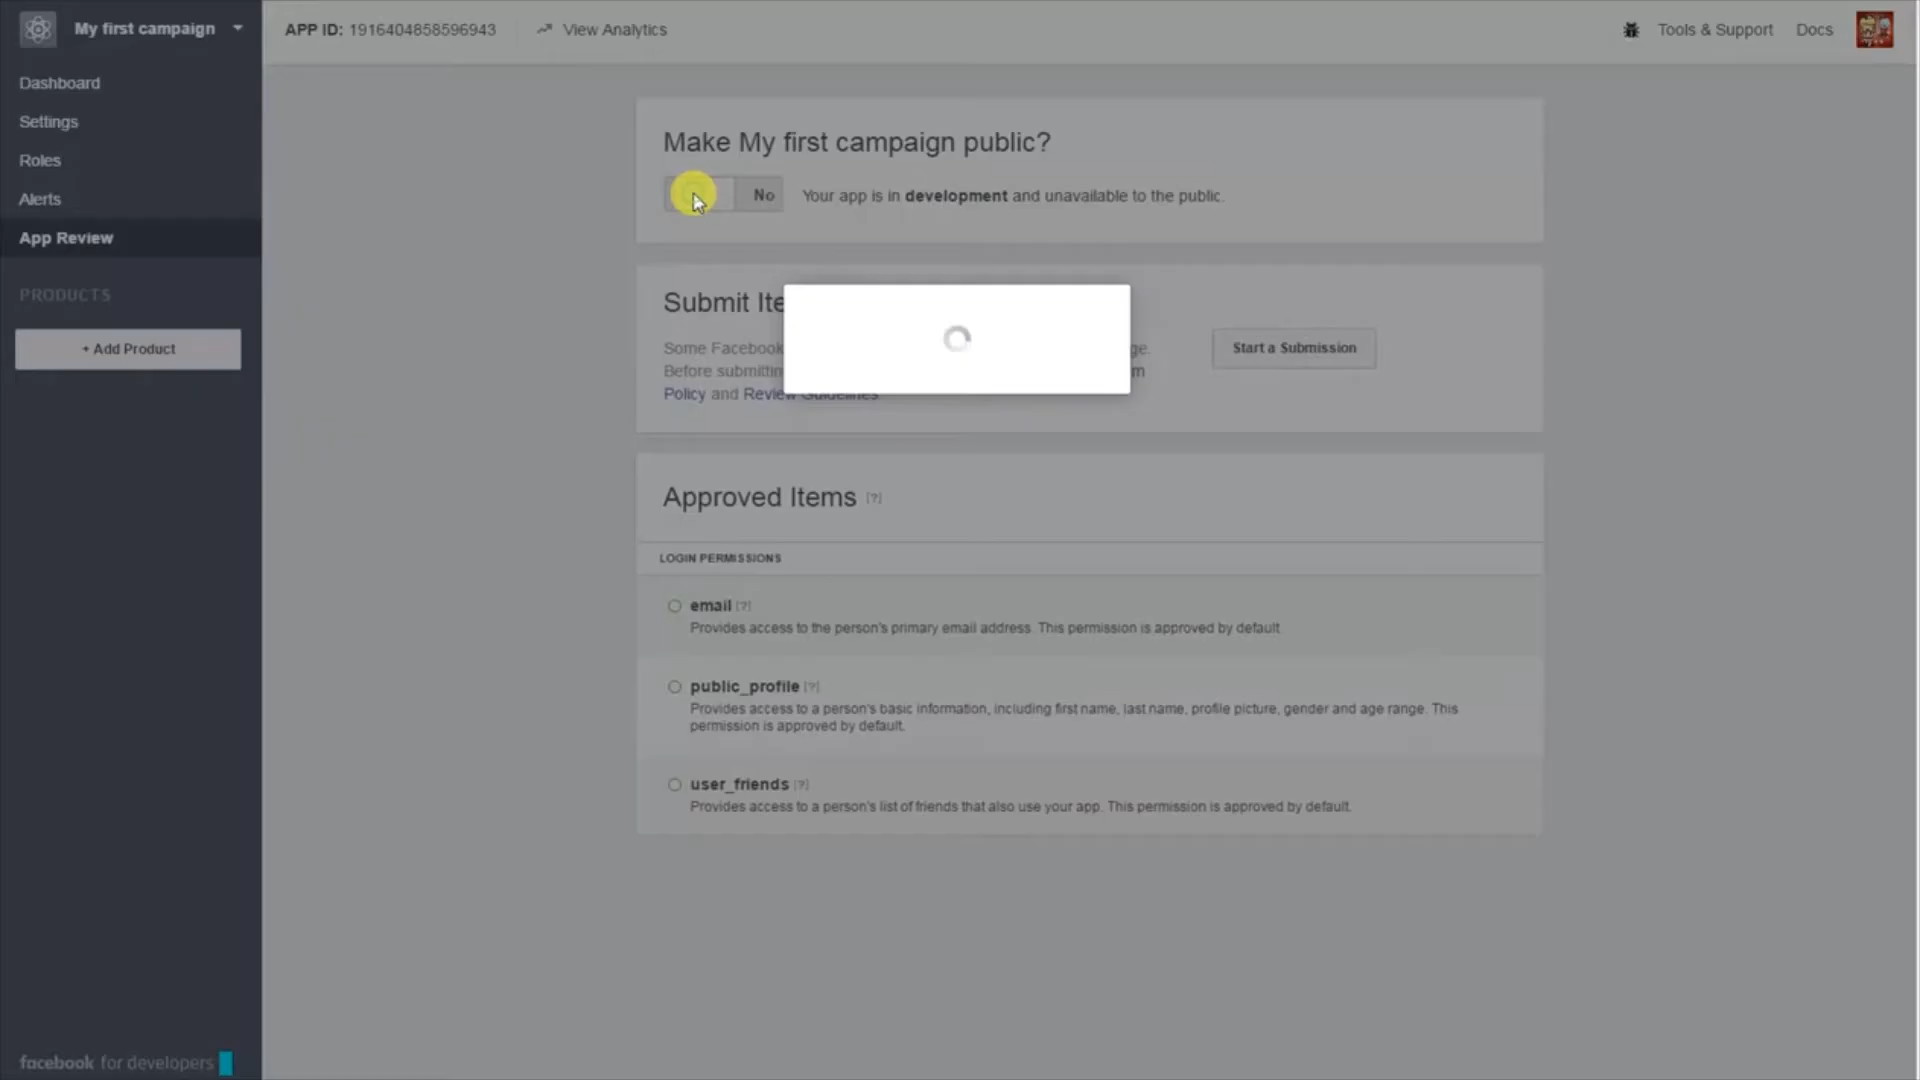 My first campaign
APP ID: 1916404858596943
View Analytics
Tools & Support
Docs
Dashboard
Settings
Roles
Alerts
App Review
PRODUCTS
+ Add Product
Make My first campaign public?
No
Your app is in development and unavailable to the public.
Submit Ite
Some Facebook ge.
Before submittin m
Policy and Review Guidelines.
Start a Submission
Approved Items [?]
LOGIN PERMISSIONS
email [?]
Provides access to the person's primary email address. This permission is approved by default.
public_profile [?]
Provides access to a person's basic information, including first name, last name, profile picture, gender and age range. This
permission is approved by default.
user_friends [?]
Provides access to a person's list of friends that also use your app. This permission is approved by default.
facebook for developers